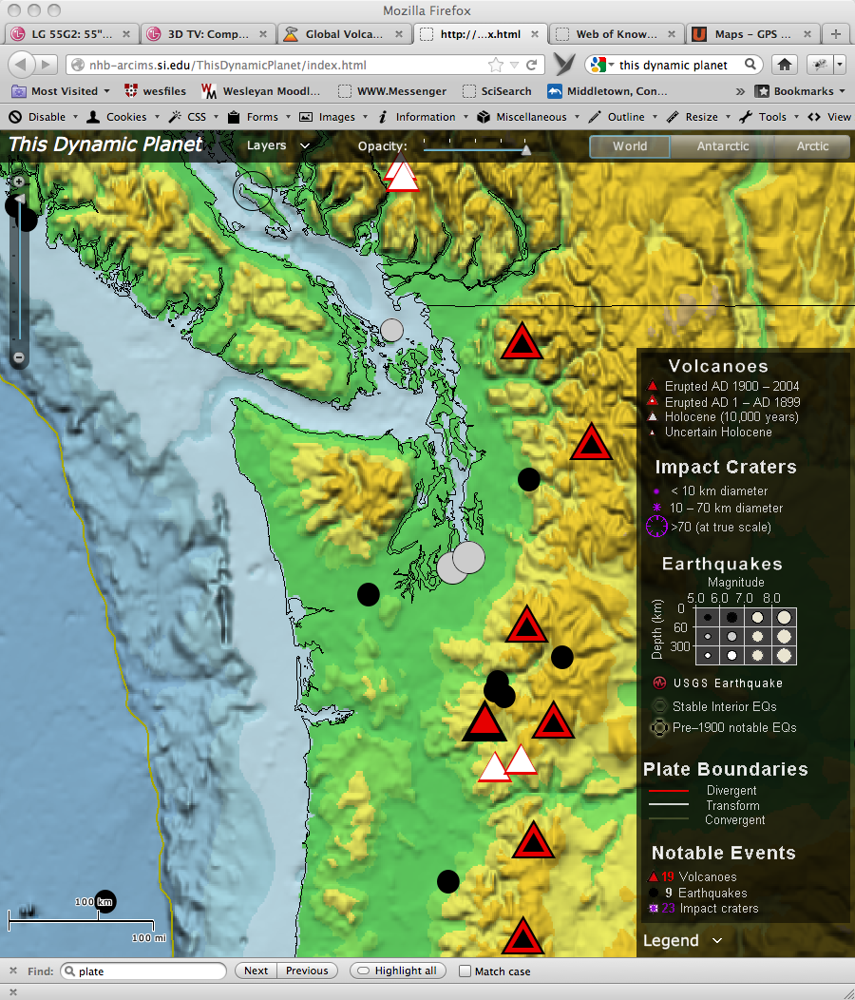 Mozilla Firefox
LG 55G2: 55"... 3D TV: Comp... Global Volca... http://...x.html Web of Know... Maps – GPS ...
nhb-arcims.si.edu/ThisDynamicPlanet/index.html this dynamic planet
Most Visited wesfiles Wesleyan Moodl... WWW.Messenger SciSearch Middletown, Con... » Bookmarks
Disable Cookies CSS Forms Images Information Miscellaneous Outline Resize Tools View
This Dynamic Planet Layers Opacity: World Antarctic Arctic
Volcanoes
Erupted AD 1900 – 2004
Erupted AD 1 – AD 1899
Holocene (10,000 years)
Uncertain Holocene
Impact Craters
< 10 km diameter
10 – 70 km diameter
>70 (at true scale)
Earthquakes
Magnitude
5.0 6.0 7.0 8.0
Depth (km)
0
60
300
USGS Earthquake
Stable Interior EQs
Pre–1900 notable EQs
Plate Boundaries
Divergent
Transform
Convergent
Notable Events
19 Volcanoes
9 Earthquakes
23 Impact craters
100 km
100 mi
Legend
Find: plate Next Previous Highlight all Match case